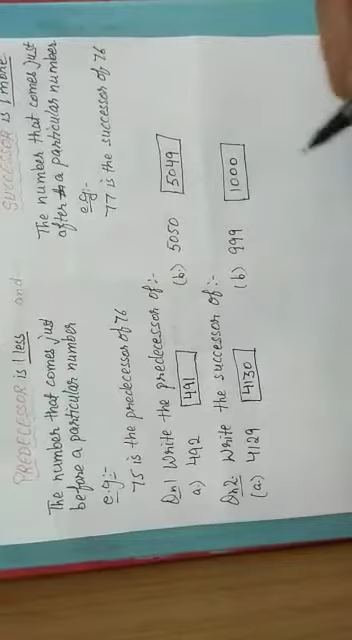 PREDECESSOR is 1 less and SUCCESSOR is 1 more
The number that comes just
before a particular number
e.g:-
75 is the predecessor of 76
The number that comes just
after a particular number
e.g:-
77 is the successor of 76
Qn1 Write the predecessor of:-
a.) 492 491 (b.) 5050 5049
Qn2. Write the successor of:-
(a.) 4129 4130 (b) 999 1000